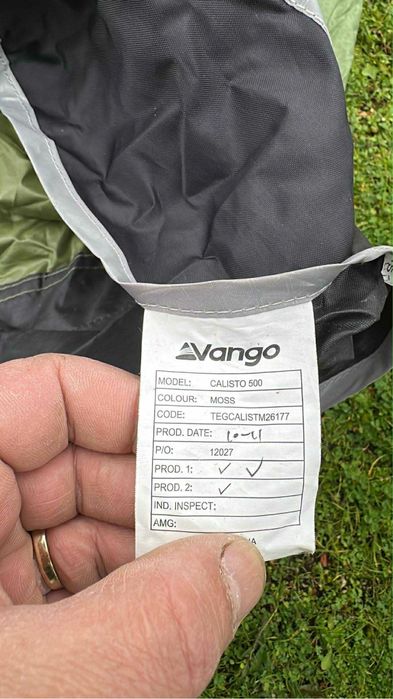 Vango
MODEL: CALISTO 500
COLOUR: MOSS
CODE: TEGCALISTM26177
PROD. DATE: 10-11
P/O: 12027
PROD. 1: ✓ ✓
PROD. 2: ✓
IND. INSPECT:
AMG: